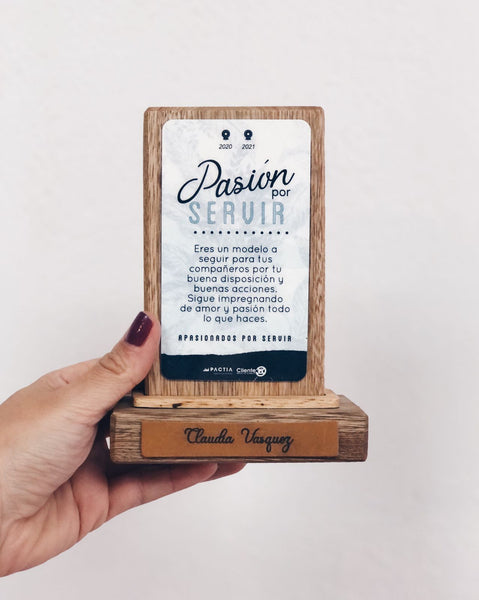 2020 2021
Pasión
por
SERVIR
Eres un modelo a
seguir para tus
compañeros por tu
buena disposición y
buenas acciones.
Sigue impregnando
de amor y pasión todo
lo que haces.
APASIONADOS POR SERVIR
PACTIA Cliente
Claudia Vasquez